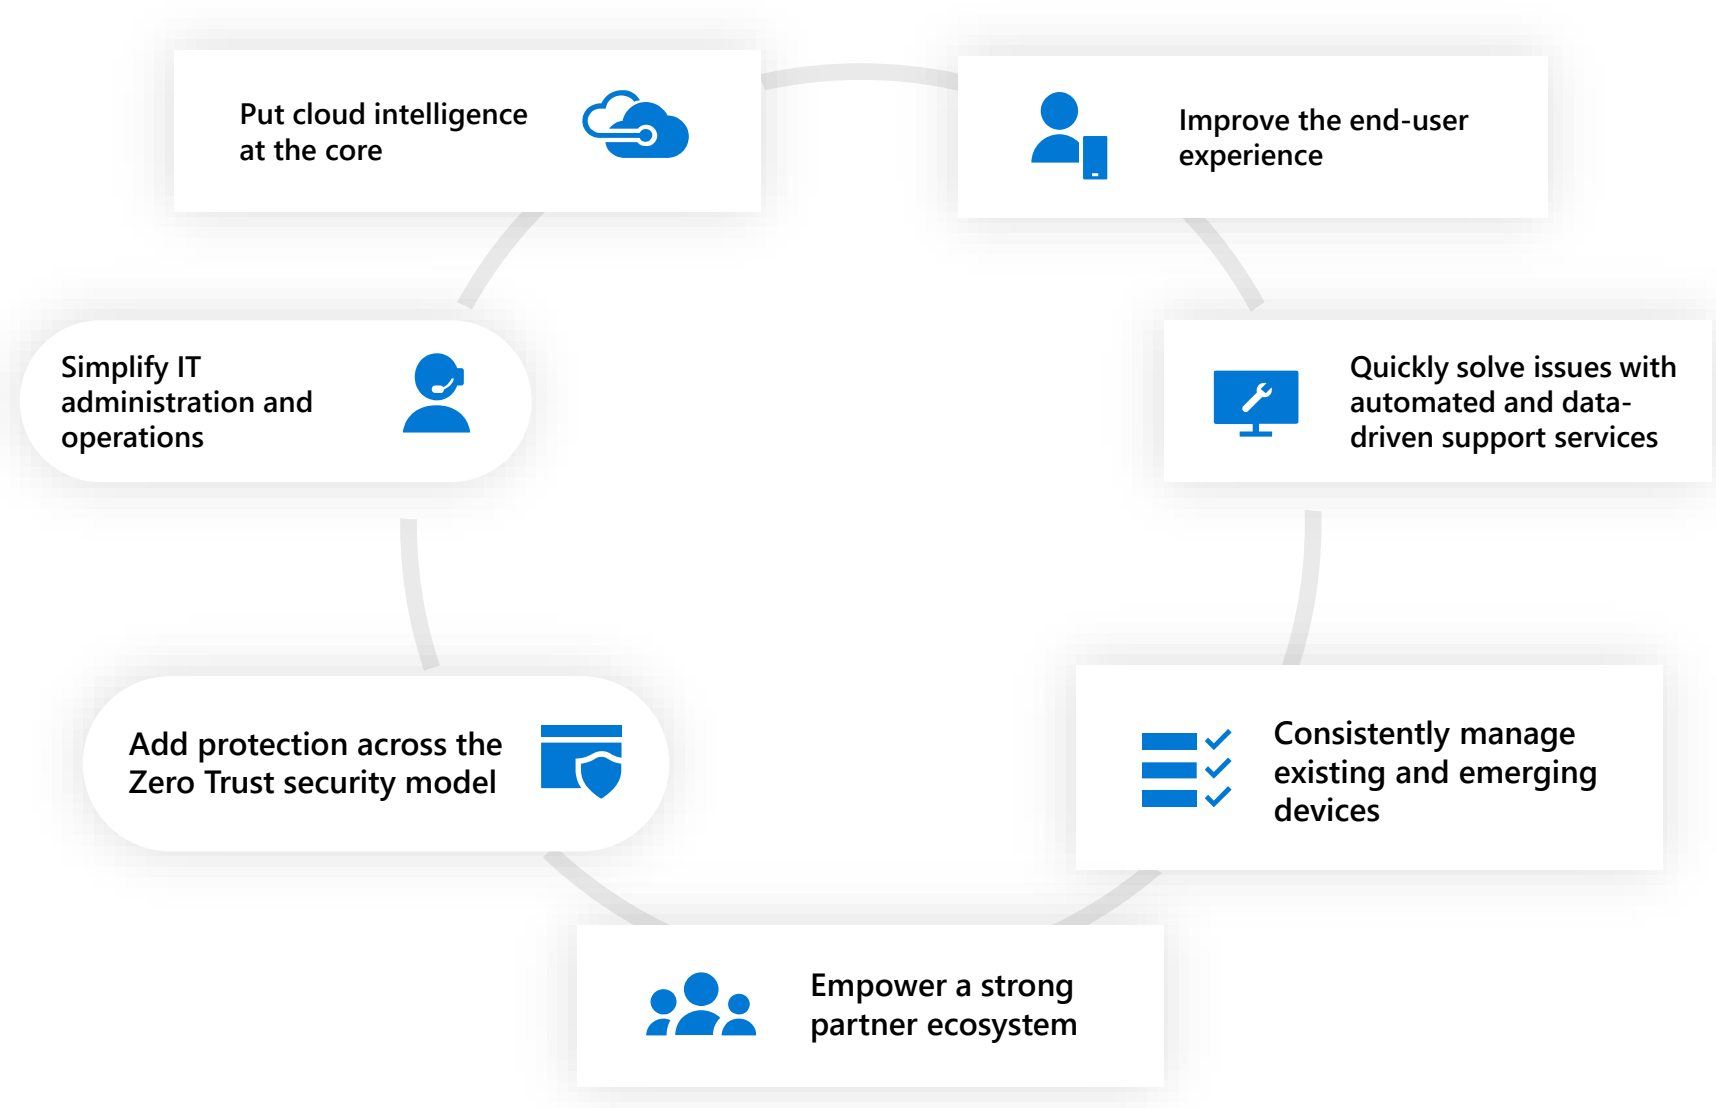 Put cloud intelligence
at the core
Improve the end-user
experience
Simplify IT
administration and
operations
Quickly solve issues with
automated and data-
driven support services
Add protection across the
Zero Trust security model
Consistently manage
existing and emerging
devices
Empower a strong
partner ecosystem